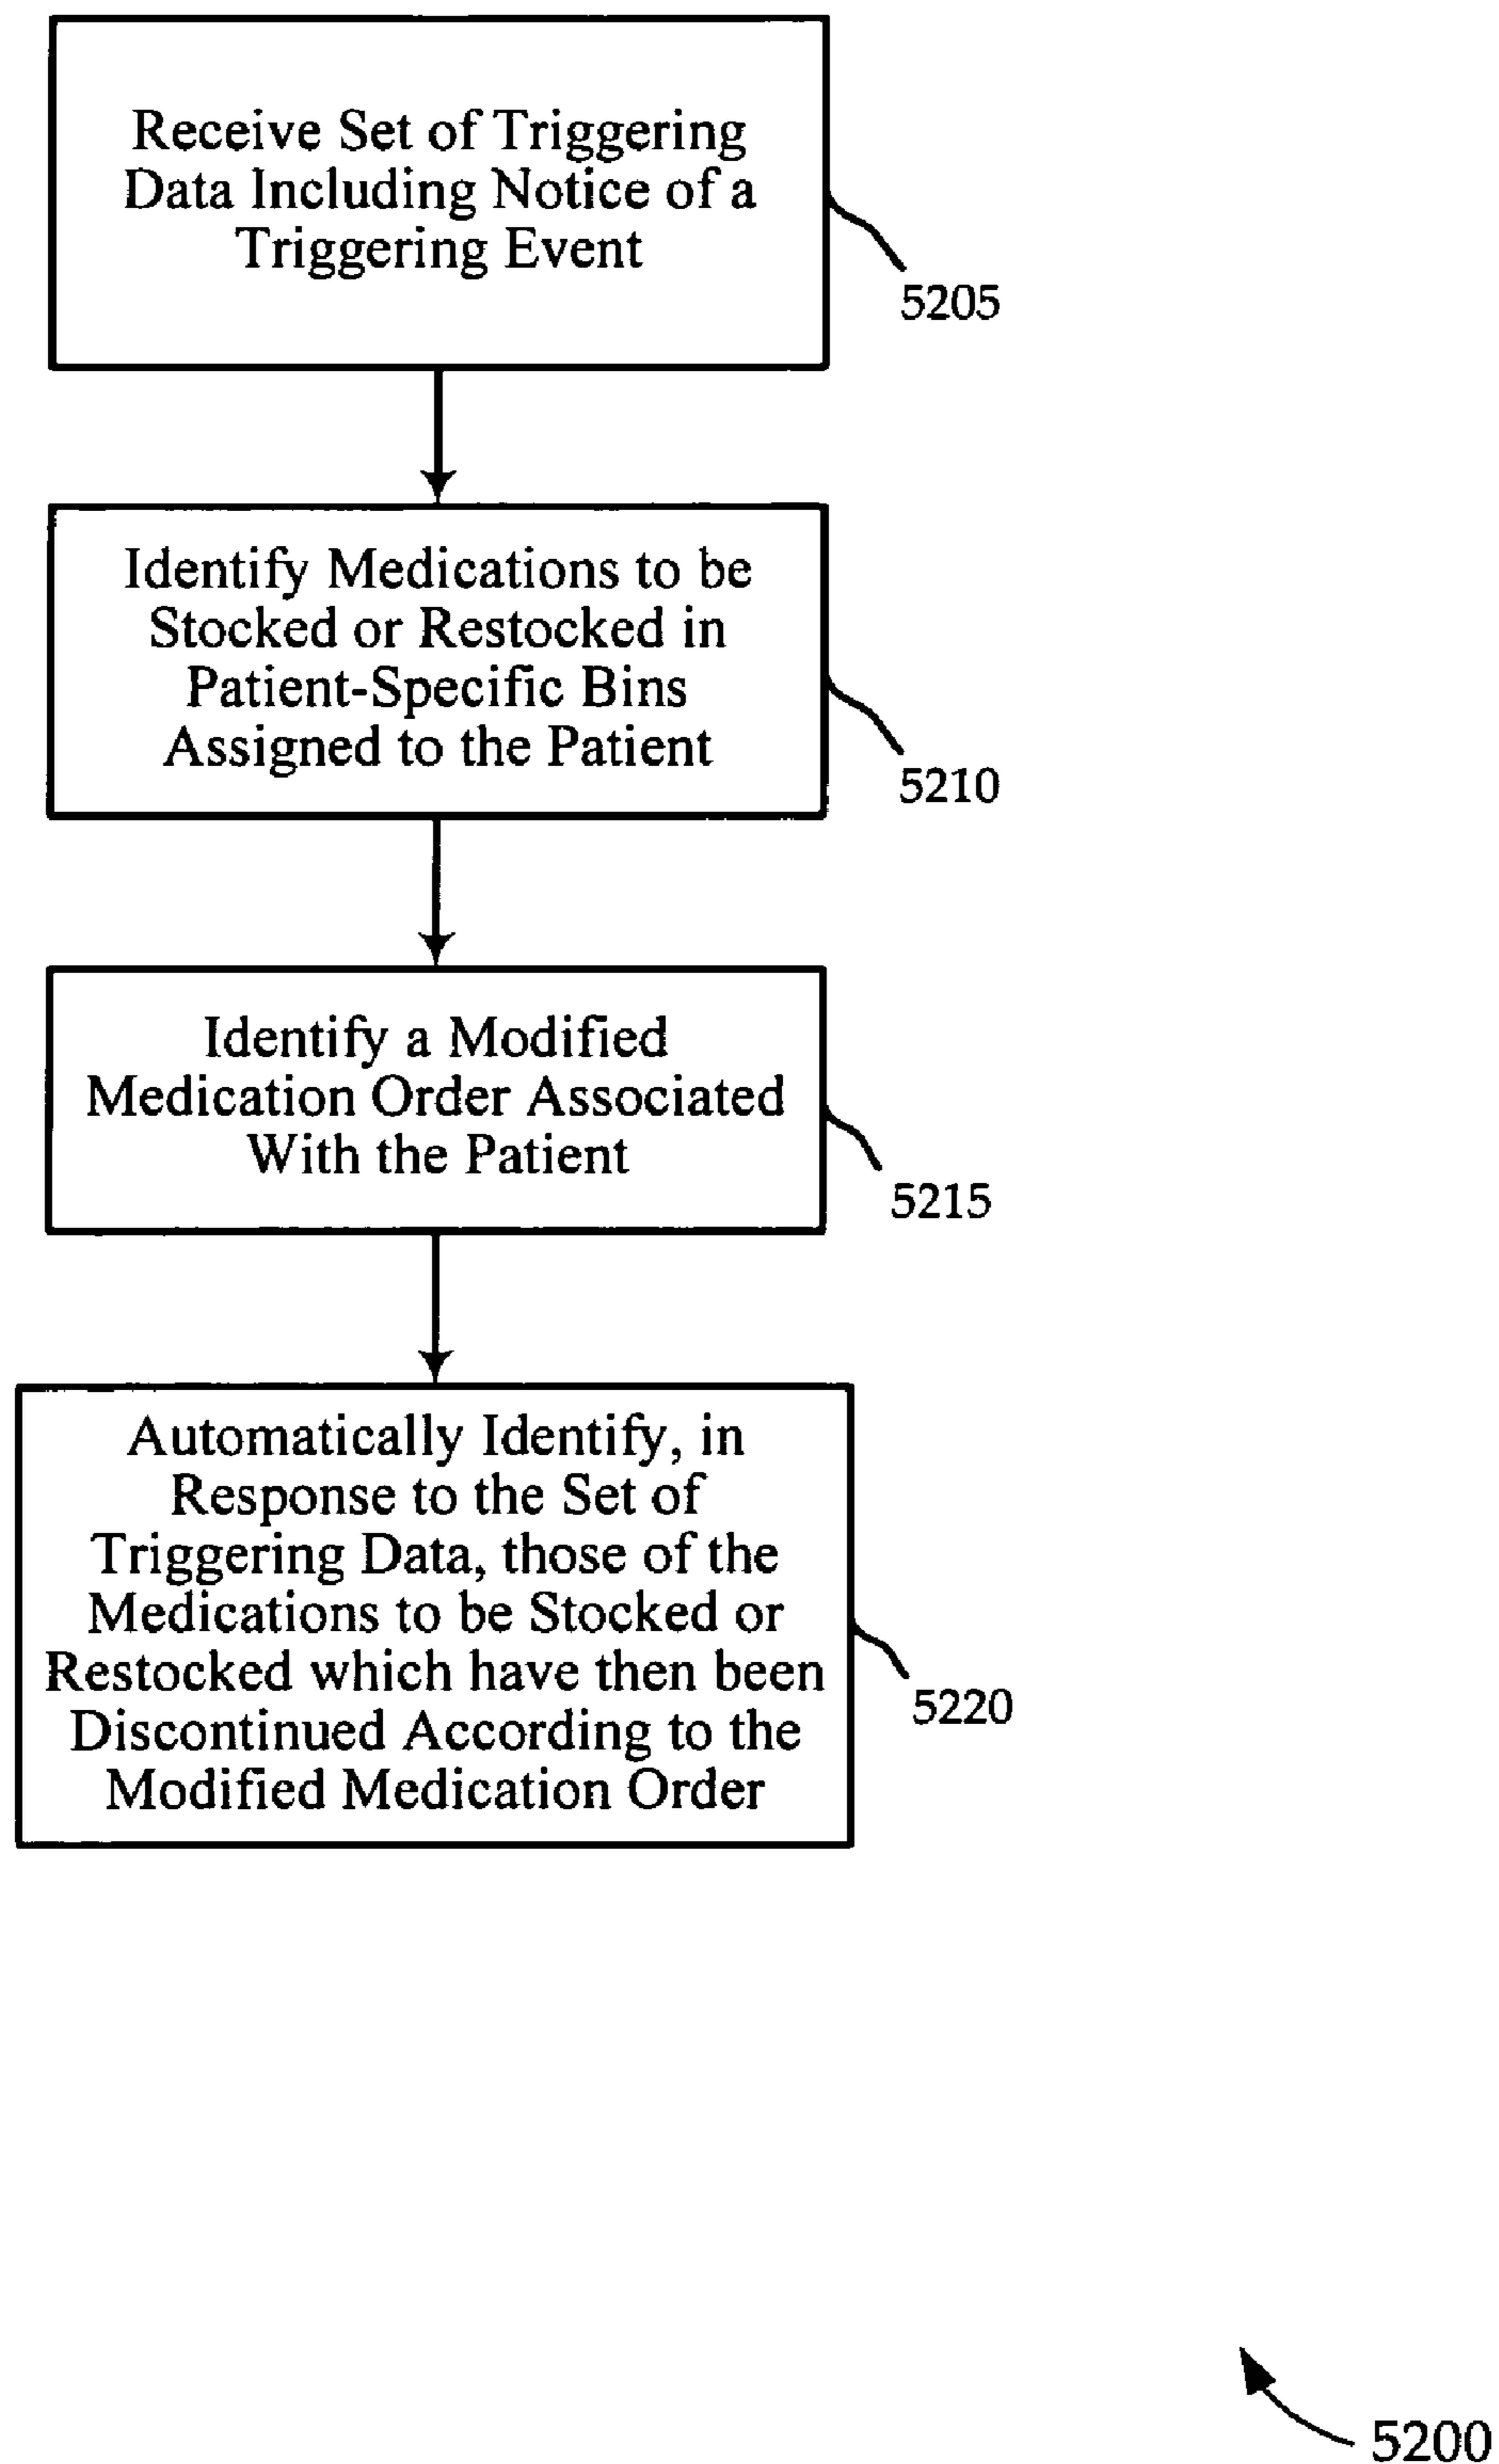 Receive Set of Triggering
Data Including Notice of a
Triggering Event
5205
Identify Medications to be
Stocked or Restocked in
Patient-Specific Bins
Assigned to the Patient
5210
Identify a Modified
Medication Order Associated
With the Patient
5215
Automatically Identify, in
Response to the Set of
Triggering Data, those of the
Medications to be Stocked or
Restocked which have then been
Discontinued According to the
Modified Medication Order
5220
5200